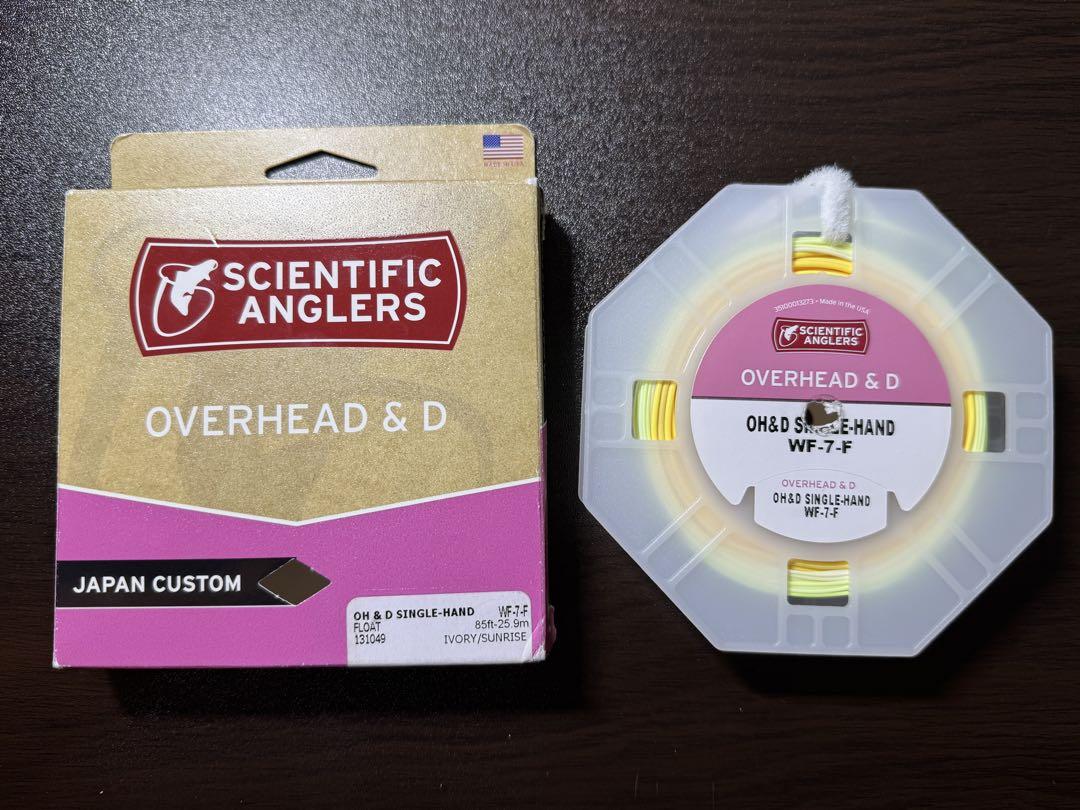 MADE IN USA
SCIENTIFIC
ANGLERS
OVERHEAD & D
JAPAN CUSTOM
OH & D SINGLE-HAND WF-7-F
FLOAT 85ft-25.9m
131049 IVORY/SUNRISE
35100013273 • Made in the USA
SCIENTIFIC
ANGLERS
OVERHEAD & D
OH&D SINGLE-HAND
WF-7-F
OVERHEAD & D
OH&D SINGLE-HAND
WF-7-F